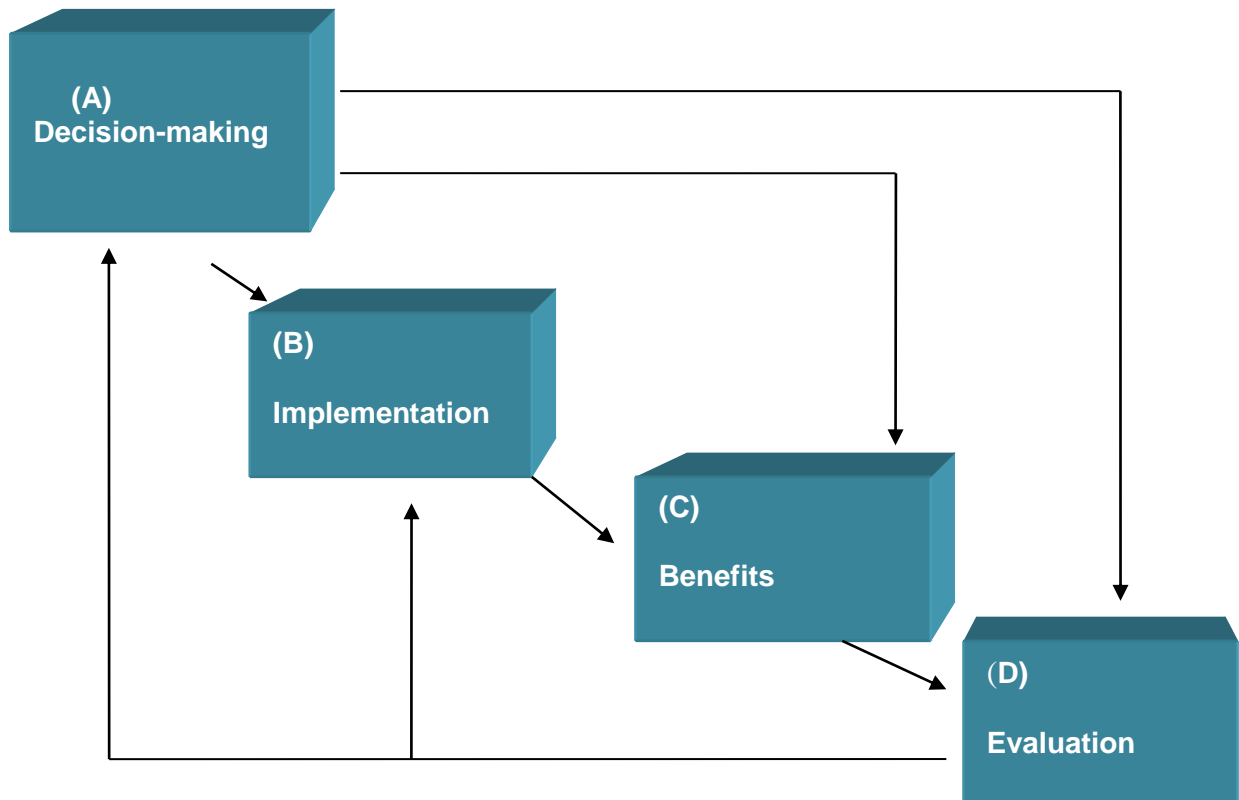 (A)
Decision-making
(B)
Implementation
(C)
Benefits
(D)
Evaluation